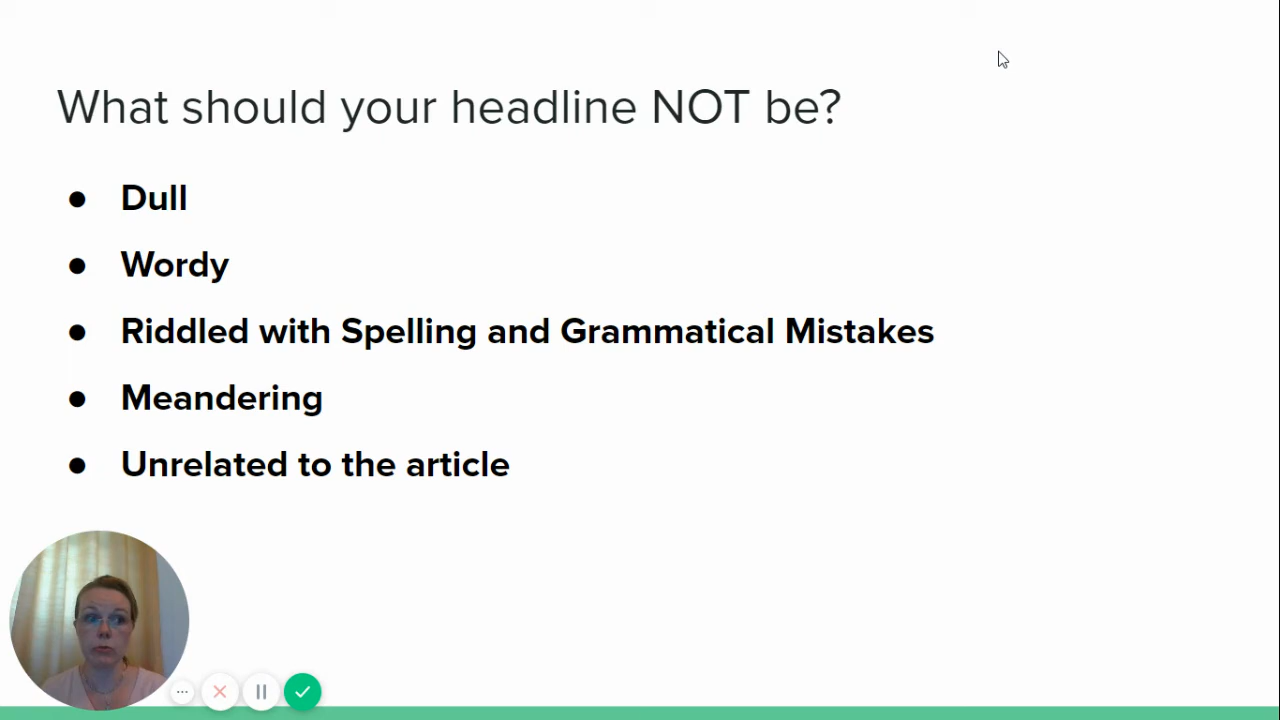 What should your headline NOT be?
● Dull
● Wordy
● Riddled with Spelling and Grammatical Mistakes
● Meandering
● Unrelated to the article